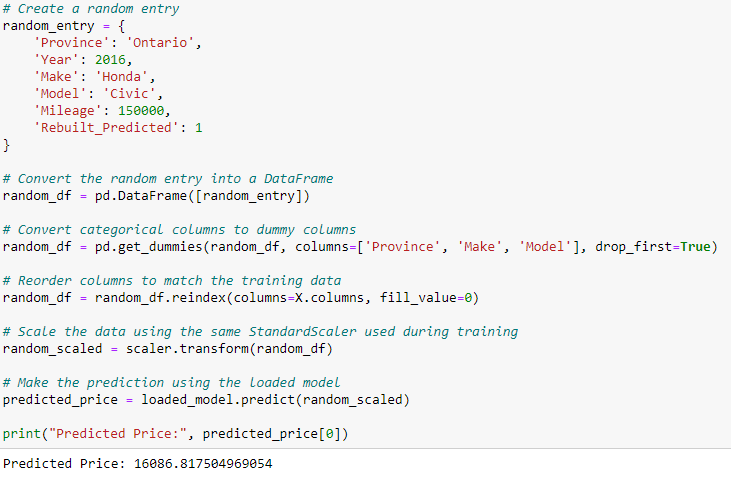 # Create a random entry
random_entry = {
    'Province': 'Ontario',
    'Year': 2016,
    'Make': 'Honda',
    'Model': 'Civic',
    'Mileage': 150000,
    'Rebuilt_Predicted': 1
}
# Convert the random entry into a DataFrame
random_df = pd.DataFrame([random_entry])
# Convert categorical columns to dummy columns
random_df = pd.get_dummies(random_df, columns=['Province', 'Make', 'Model'], drop_first=True)
# Reorder columns to match the training data
random_df = random_df.reindex(columns=X.columns, fill_value=0)
# Scale the data using the same StandardScaler used during training
random_scaled = scaler.transform(random_df)
# Make the prediction using the loaded model
predicted_price = loaded_model.predict(random_scaled)
print("Predicted Price:", predicted_price[0])
Predicted Price: 16086.817504969054